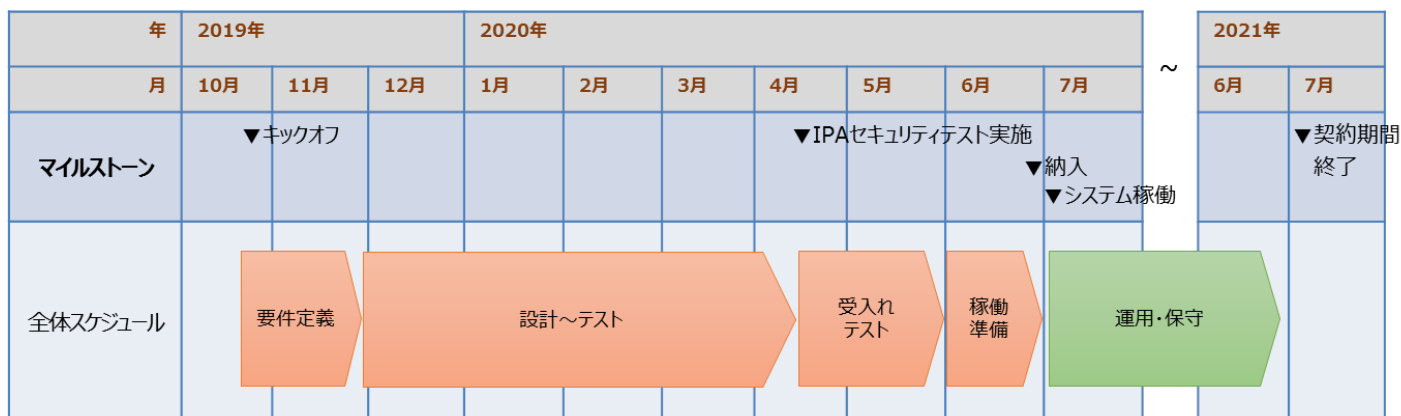 年 2019年 2020年 2021年
月 10月 11月 12月 1月 2月 3月 4月 5月 6月 7月 ~ 6月 7月
マイルストーン
▼キックオフ
▼IPAセキュリティテスト実施
▼納入
▼システム稼働
▼契約期間
終了
全体スケジュール
要件定義
設計～テスト
受入れ
テスト
稼働
準備
運用・保守